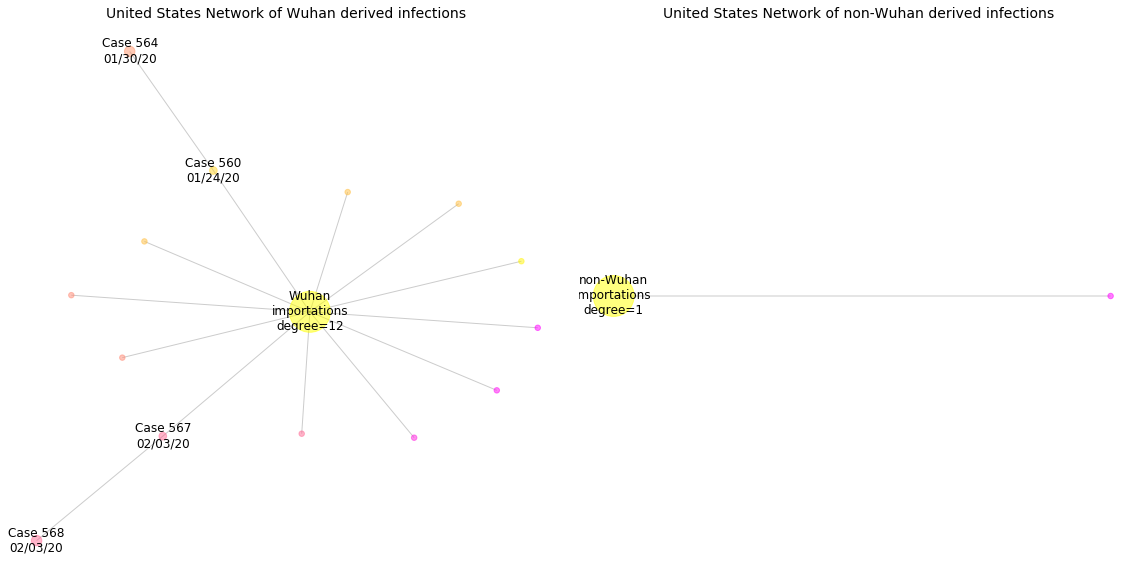 United States Network of Wuhan derived infections
Case 564
01/30/20
Case 560
01/24/20
Wuhan
importations
degree=12
Case 567
02/03/20
Case 568
02/03/20
United States Network of non-Wuhan derived infections
non-Wuhan
importations
degree=1